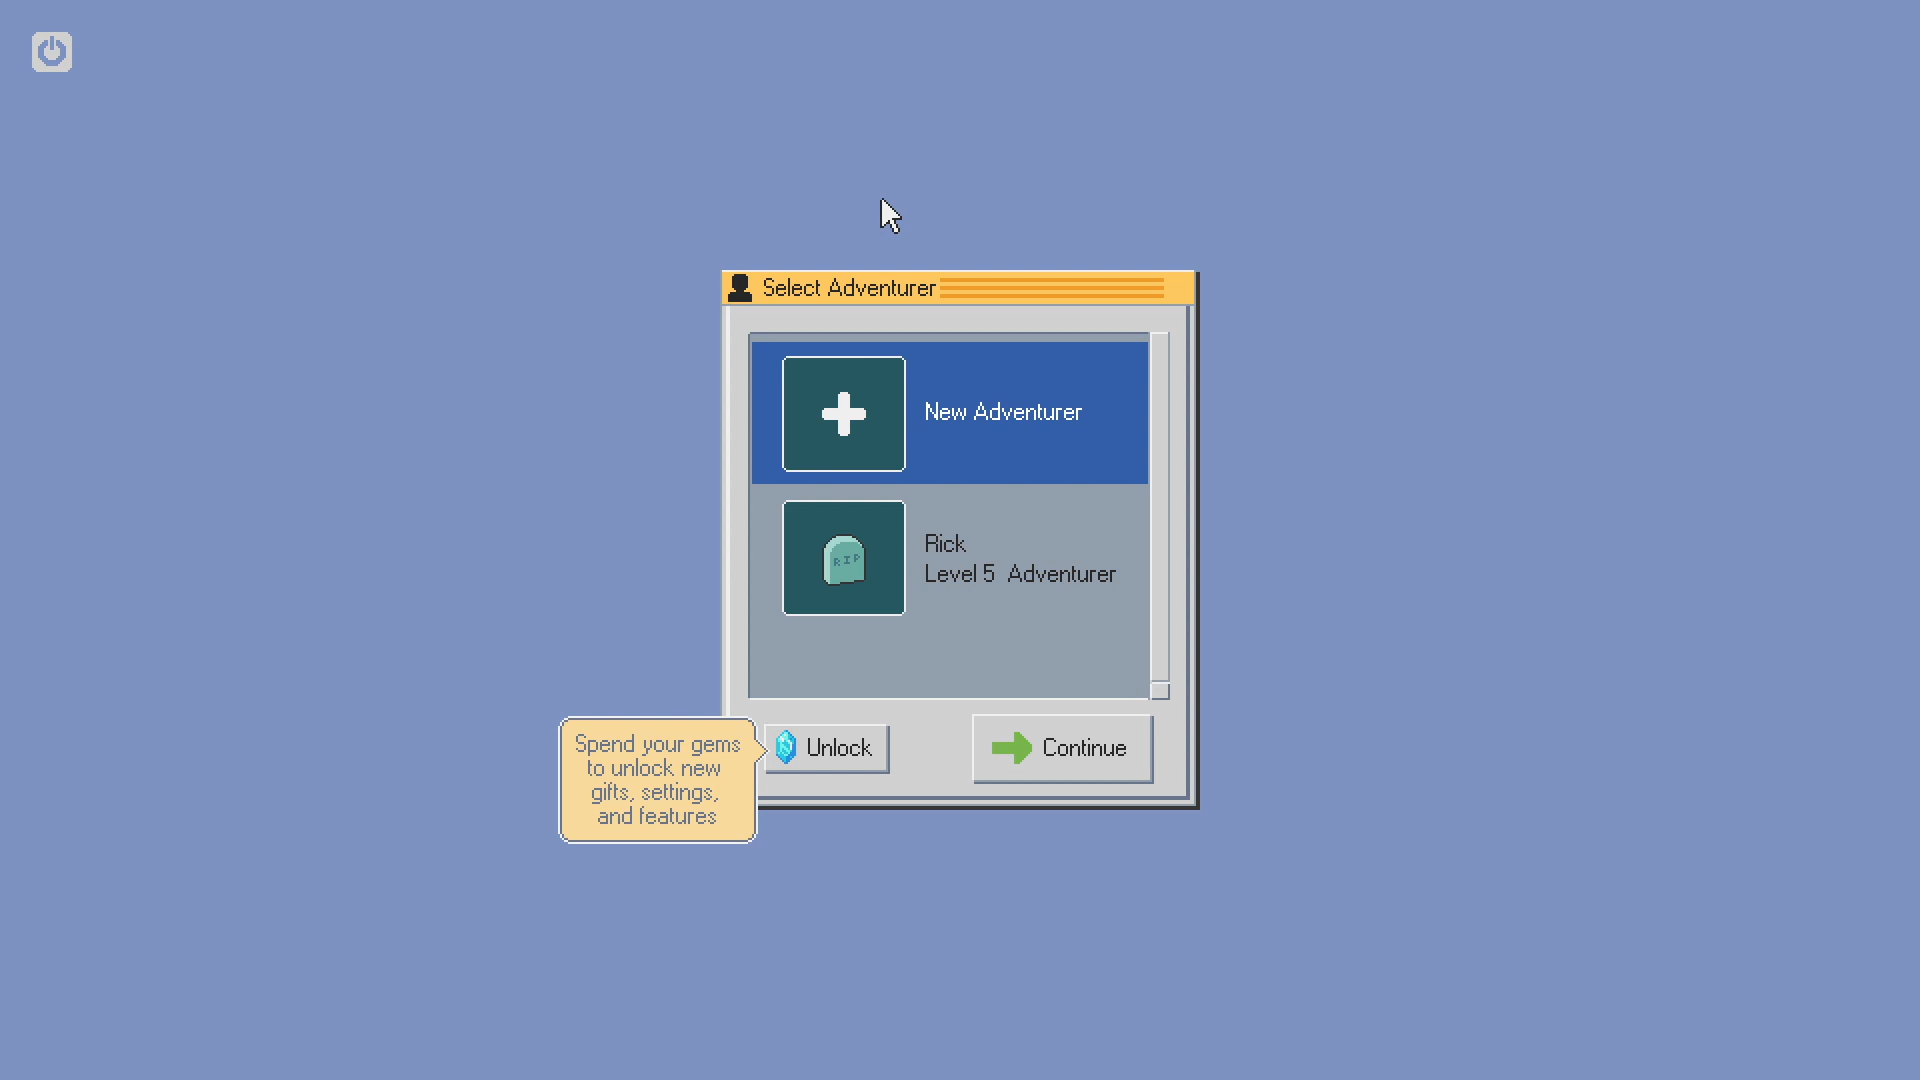 Select Adventurer
New Adventurer
RIP
Rick
Level 5 Adventurer
Spend your gems
to unlock new
gifts, settings,
and features
Unlock
Continue